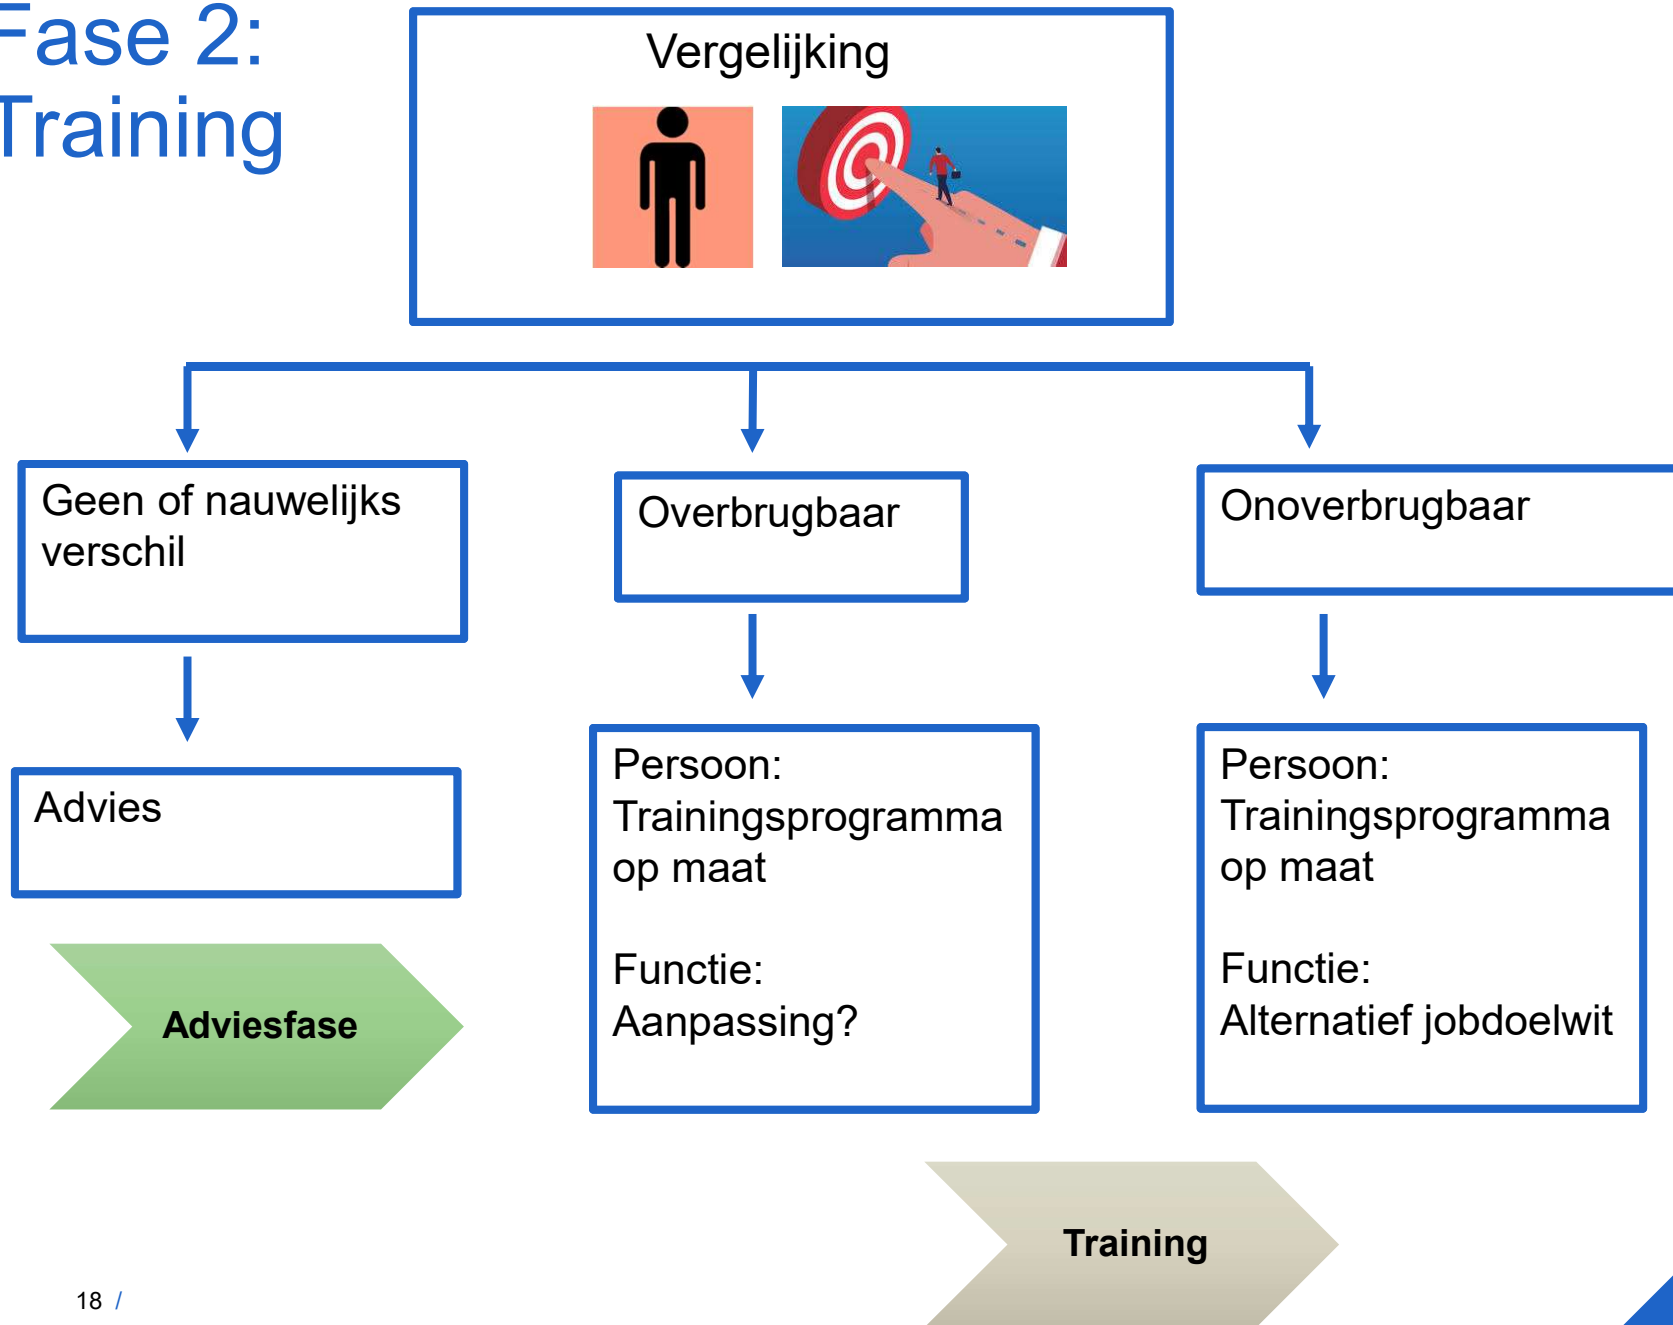 Fase 2:
Training
Vergelijking
Geen of nauwelijks
verschil
Overbrugbaar
Onoverbrugbaar
Advies
Persoon:
Trainingsprogramma
op maat
Functie:
Aanpassing?
Persoon:
Trainingsprogramma
op maat
Functie:
Alternatief jobdoelwit
Adviesfase
Training
18 /